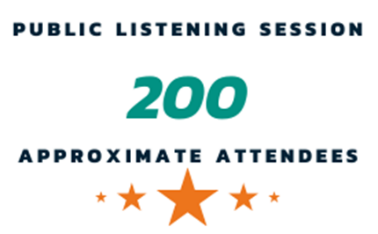 PUBLIC LISTENING SESSION
200
APPROXIMATE ATTENDEES